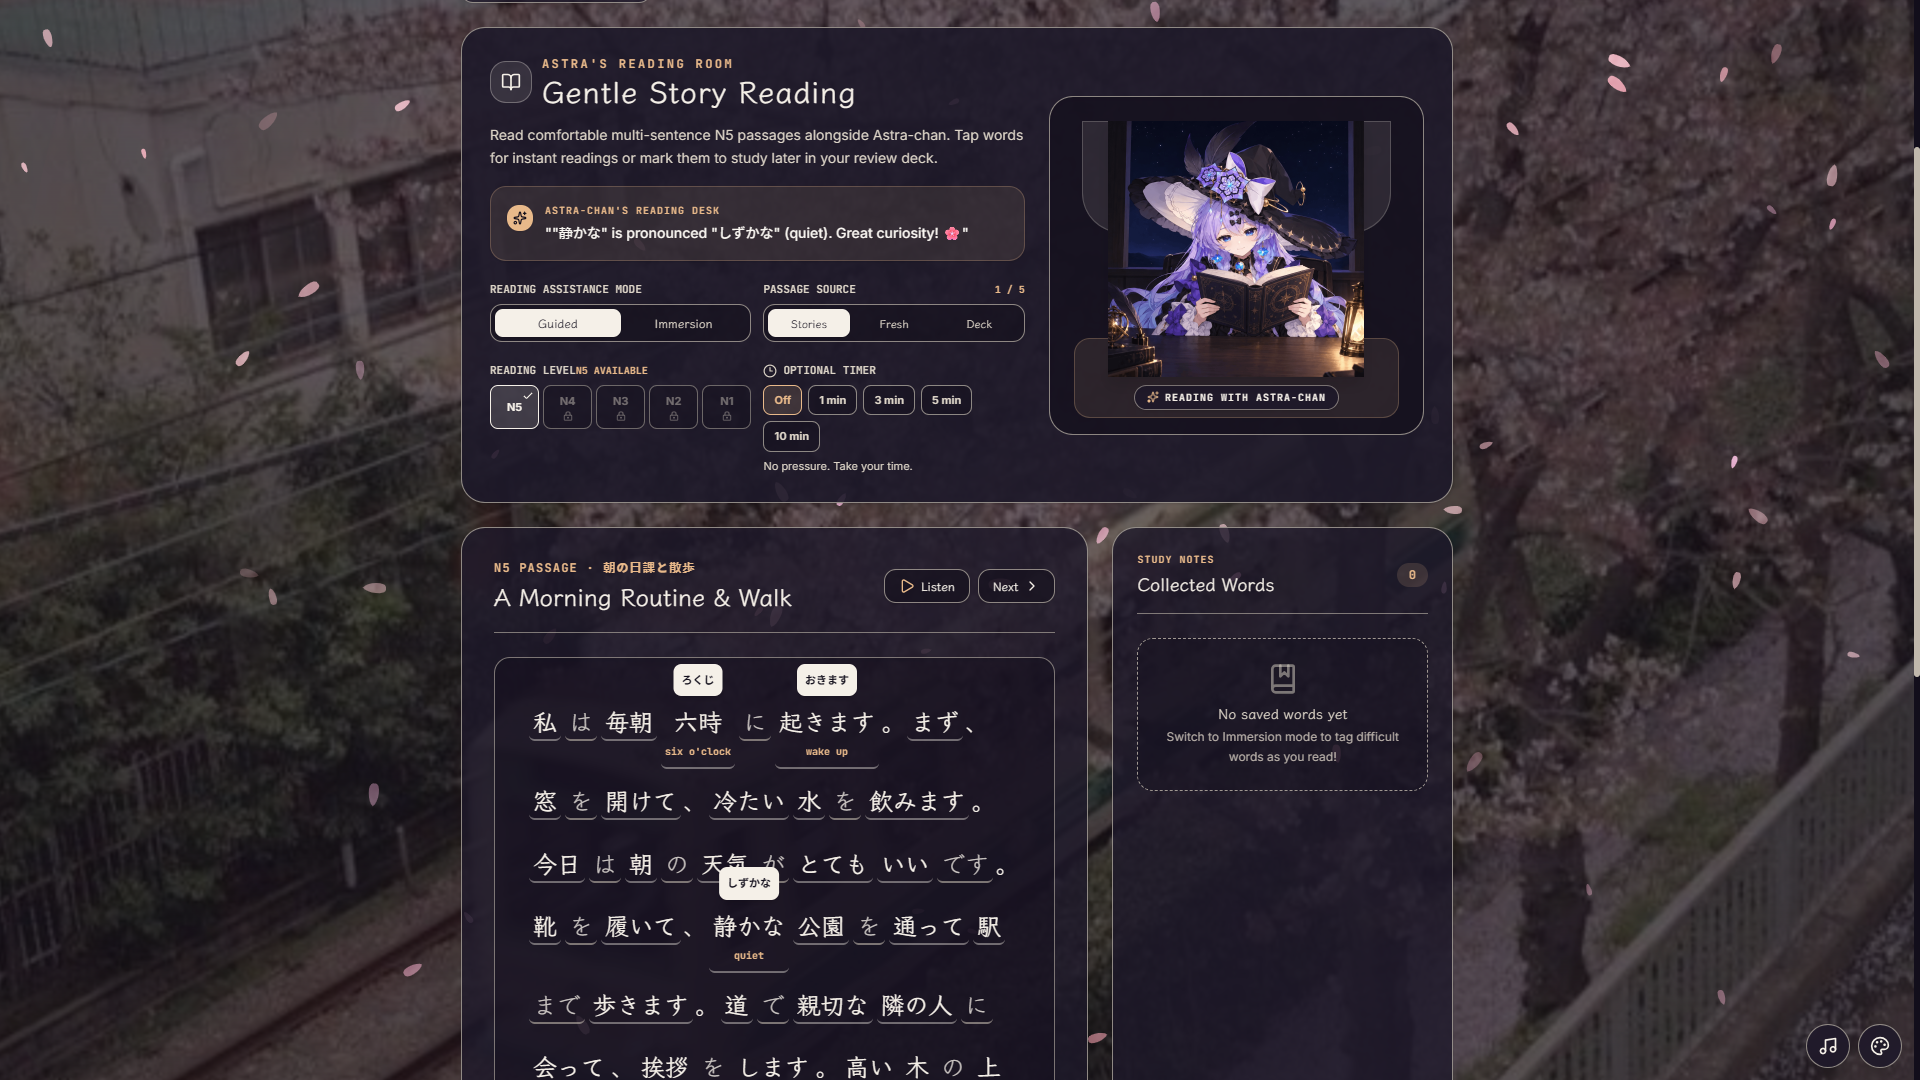 ASTRA'S READING ROOM
Gentle Story Reading
Read comfortable multi-sentence N5 passages alongside Astra-chan. Tap words
for instant readings or mark them to study later in your review deck.
ASTRA-CHAN'S READING DESK
""静かな" is pronounced "しずかな" (quiet). Great curiosity! 🌸"
READING ASSISTANCE MODE
Guided
Immersion
PASSAGE SOURCE
1 / 5
Stories
Fresh
Deck
READING LEVEL
N5 AVAILABLE
N5
N4
N3
N2
N1
OPTIONAL TIMER
Off
1 min
3 min
5 min
10 min
No pressure. Take your time.
READING WITH ASTRA-CHAN
N5 PASSAGE · 朝の日課と散歩
A Morning Routine & Walk
Listen
Next
ろくじ
おきます
私 は 毎朝 六時 に 起きます 。 まず 、
six o'clock
wake up
窓 を 開けて 、 冷たい 水 を 飲みます 。
今日 は 朝 の 天気 が とても いい です 。
しずかな
靴 を 履いて 、 静かな 公園 を 通って 駅
quiet
まで 歩きます 。 道 で 親切な 隣の人 に
会って 、 挨拶 を します 。 高い 木 の 上
STUDY NOTES
Collected Words
0
No saved words yet
Switch to Immersion mode to tag difficult
words as you read!